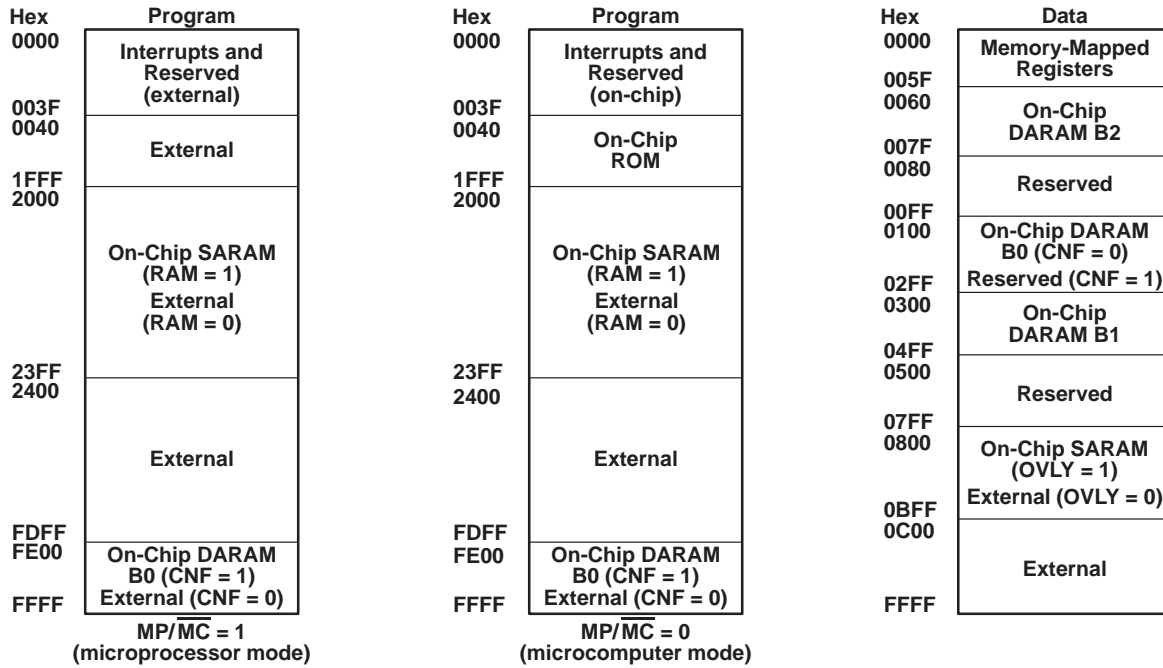 Hex Program
0000
Interrupts and
Reserved
(external)
003F
0040
External
1FFF
2000
On-Chip SARAM
(RAM = 1)
External
(RAM = 0)
23FF
2400
External
FDFF
FE00
On-Chip DARAM
B0 (CNF = 1)
External (CNF = 0)
FFFF
MP/M̅C̅ = 1
(microprocessor mode)
Hex Program
0000
Interrupts and
Reserved
(on-chip)
003F
0040
On-Chip
ROM
1FFF
2000
On-Chip SARAM
(RAM = 1)
External
(RAM = 0)
23FF
2400
External
FDFF
FE00
On-Chip DARAM
B0 (CNF = 1)
External (CNF = 0)
FFFF
MP/M̅C̅ = 0
(microcomputer mode)
Hex Data
0000
Memory-Mapped
Registers
005F
0060
On-Chip
DARAM B2
007F
0080
Reserved
00FF
0100
On-Chip DARAM
B0 (CNF = 0)
Reserved (CNF = 1)
02FF
0300
On-Chip
DARAM B1
04FF
0500
Reserved
07FF
0800
On-Chip SARAM
(OVLY = 1)
External (OVLY = 0)
0BFF
0C00
External
FFFF